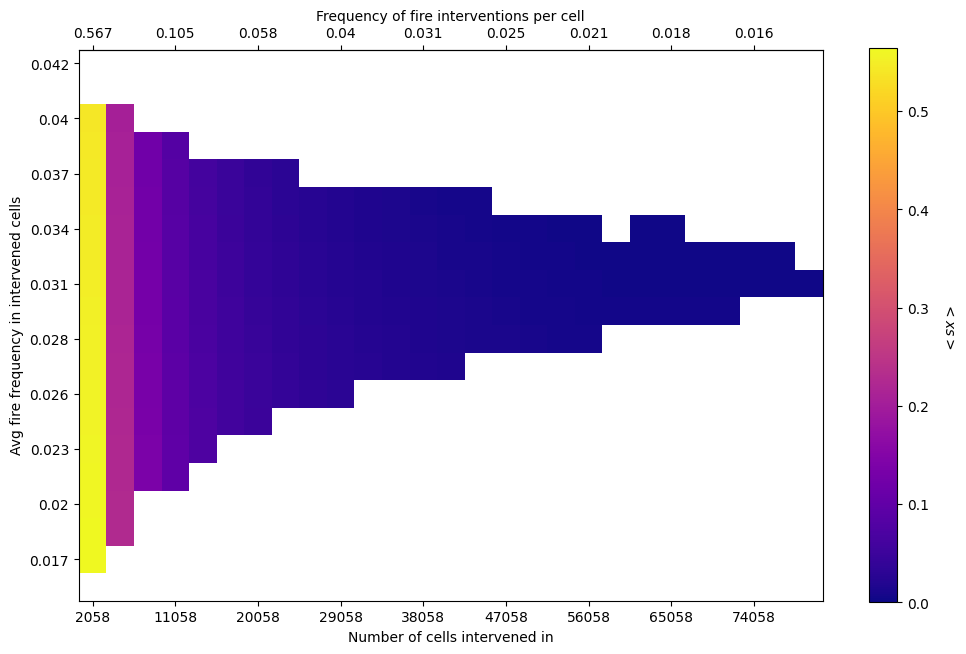 Frequency of fire interventions per cell
0.567 0.105 0.058 0.04 0.031 0.025 0.021 0.018 0.016
Avg fire frequency in intervened cells
0.042
0.04
0.037
0.034
0.031
0.028
0.026
0.023
0.02
0.017
2058 11058 20058 29058 38058 47058 56058 65058 74058
Number of cells intervened in
0.5
0.4
0.3
0.2
0.1
0.0
< sx >